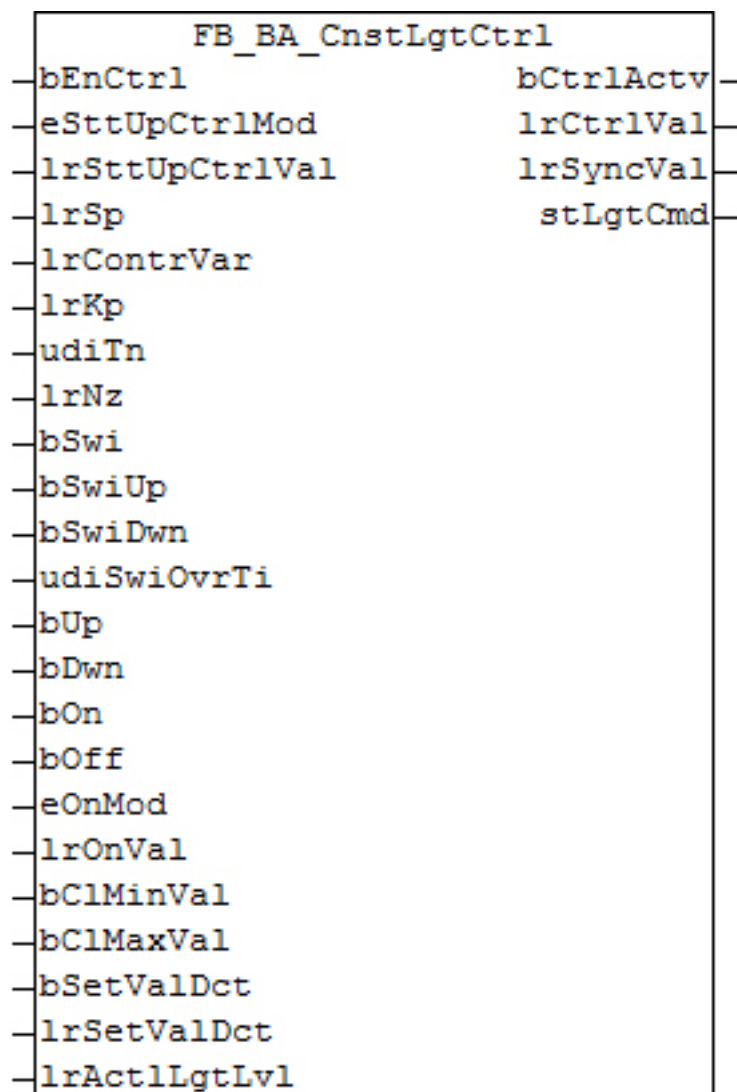 FB_BA_CnstLgtCtrl
bEnCtrl bCtrlActv
eSttUpCtrlMod lrCtrlVal
lrSttUpCtrlVal lrSyncVal
lrSp stLgtCmd
lrContrVar
lrKp
udiTn
lrNz
bSwi
bSwiUp
bSwiDwn
udiSwiOvrTi
bUp
bDwn
bOn
bOff
eOnMod
lrOnVal
bClMinVal
bClMaxVal
bSetValDct
lrSetValDct
lrActlLgtLvl